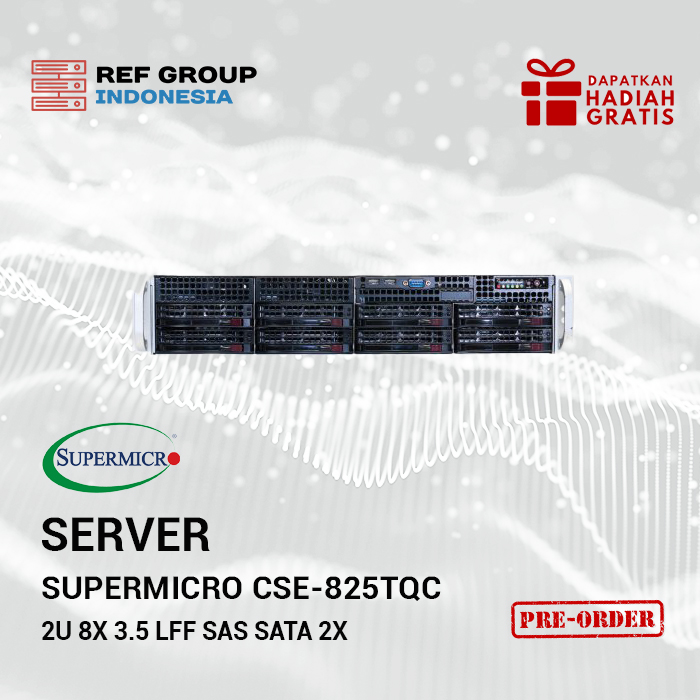 REF GROUP
INDONESIA
DAPATKAN
HADIAH
GRATIS
SUPERMICRO
SERVER
SUPERMICRO CSE-825TQC
2U 8X 3.5 LFF SAS SATA 2X
PRE-ORDER